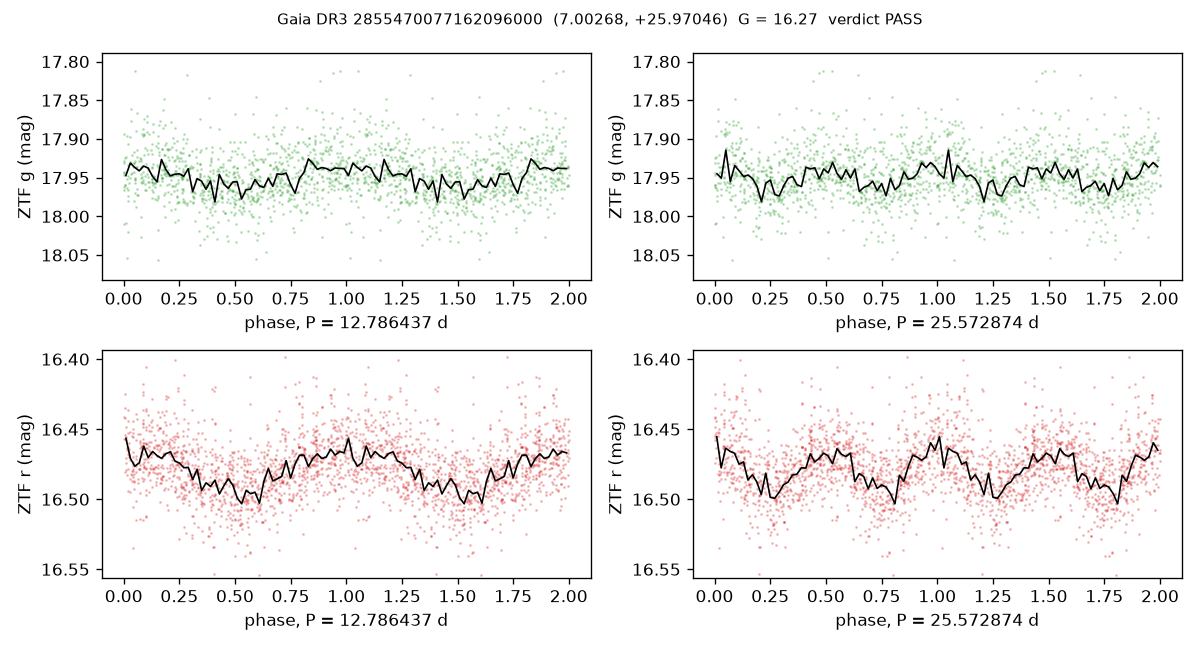 Gaia DR3 2855470077162096000 (7.00268, +25.97046) G = 16.27 verdict PASS
ZTF g (mag)
17.80
17.85
17.90
17.95
18.00
18.05
0.00 0.25 0.50 0.75 1.00 1.25 1.50 1.75 2.00
phase, P = 12.786437 d
ZTF g (mag)
17.80
17.85
17.90
17.95
18.00
18.05
0.00 0.25 0.50 0.75 1.00 1.25 1.50 1.75 2.00
phase, P = 25.572874 d
ZTF r (mag)
16.40
16.45
16.50
16.55
0.00 0.25 0.50 0.75 1.00 1.25 1.50 1.75 2.00
phase, P = 12.786437 d
ZTF r (mag)
16.40
16.45
16.50
16.55
0.00 0.25 0.50 0.75 1.00 1.25 1.50 1.75 2.00
phase, P = 25.572874 d